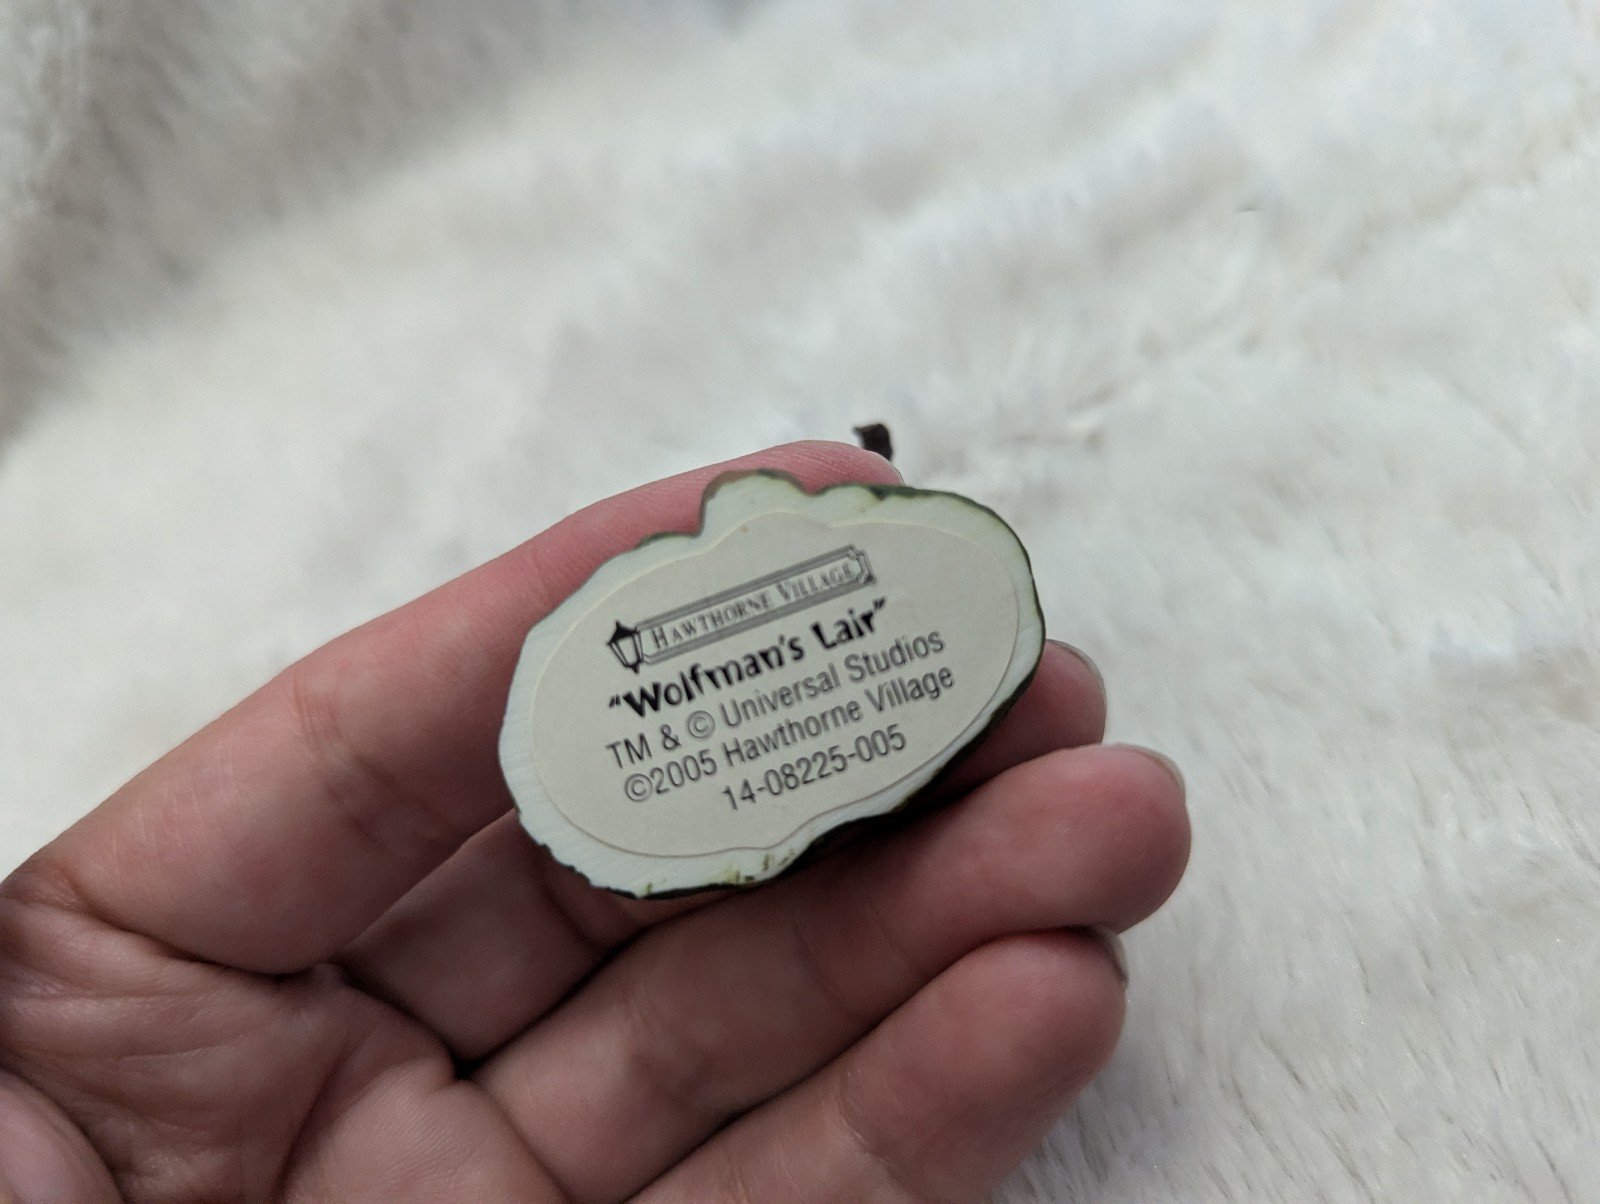 HAWTHORNE VILLAGE
"Wolfman's Lair"
TM & © Universal Studios
©2005 Hawthorne Village
14-08225-005